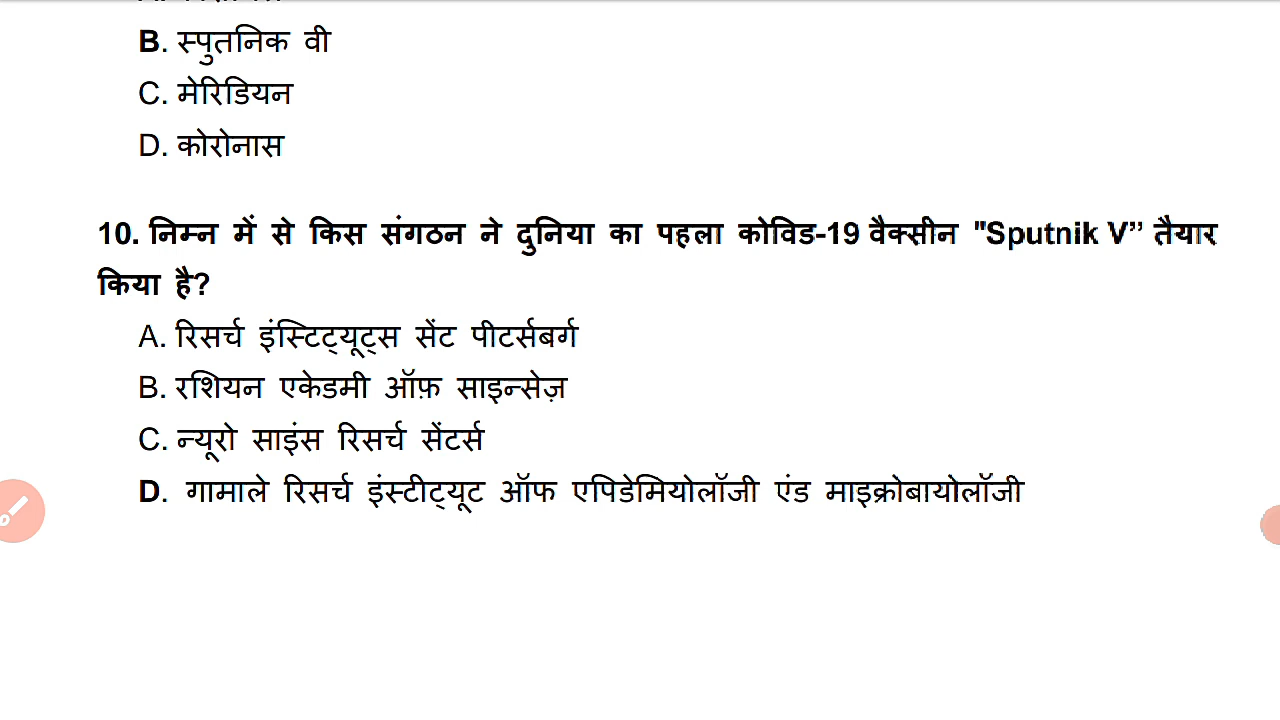 B. स्पुतनिक वी
C. मेरिडियन
D. कोरोनास
10. निम्न में से किस संगठन ने दुनिया का पहला कोविड-19 वैक्सीन "Sputnik V” तैयार
किया है?
A. रिसर्च इंस्टिट्यूट्स सेंट पीटर्सबर्ग
B. रशियन एकेडमी ऑफ़ साइन्सेज़
C. न्यूरो साइंस रिसर्च सेंटर्स
D. गामाले रिसर्च इंस्टीट्यूट ऑफ एपिडेमियोलॉजी एंड माइक्रोबायोलॉजी